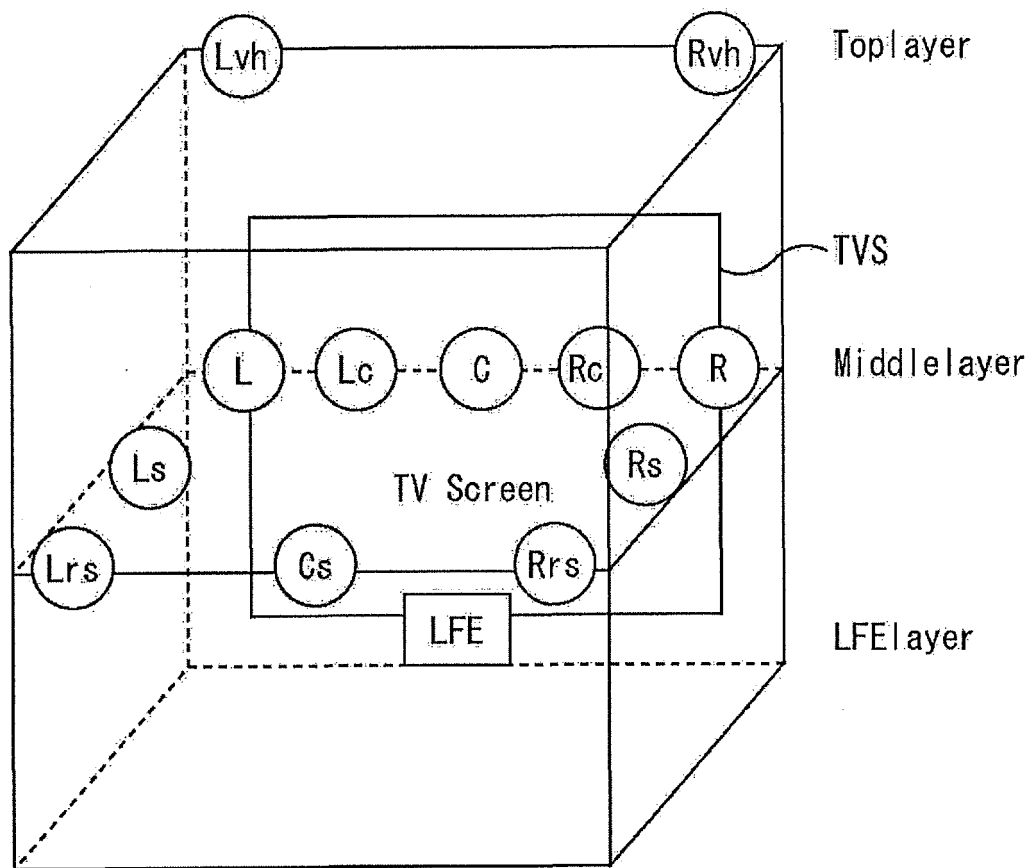 Lvh
Rvh
Toplayer
TVS
L
Lc
C
Rc
R
Middlelayer
Ls
Rs
TV Screen
Lrs
Cs
Rrs
LFE
LFElayer